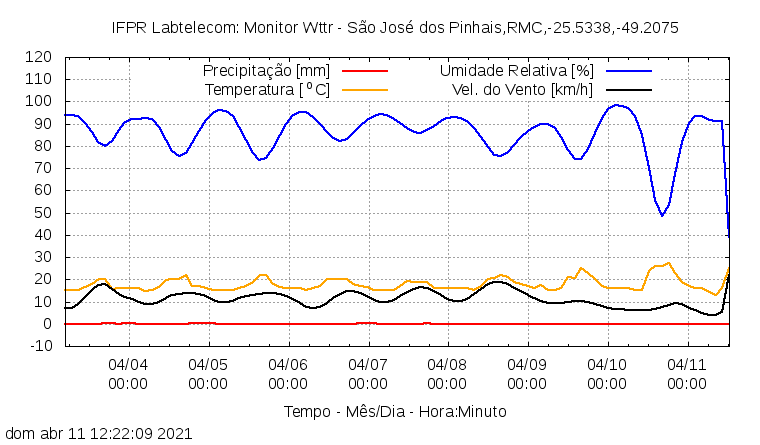 IFPR Labtelecom: Monitor Wttr - São José dos Pinhais,RMC,-25.5338,-49.2075
Precipitação [mm]
Temperatura [ ⁰C]
Umidade Relativa [%]
Vel. do Vento [km/h]
120
110
100
90
80
70
60
50
40
30
20
10
0
-10
04/04 04/05 04/06 04/07 04/08 04/09 04/10 04/11
00:00 00:00 00:00 00:00 00:00 00:00 00:00 00:00
Tempo - Mês/Dia - Hora:Minuto
dom abr 11 12:22:09 2021